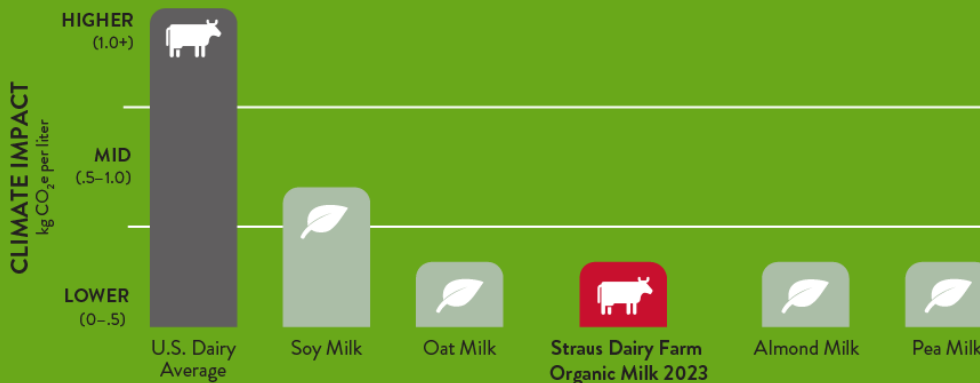 HIGHER
(1.0+)
MID
(.5–1.0)
LOWER
(0–.5)
CLIMATE IMPACT
kg CO₂e per liter
U.S. Dairy
Average
Soy Milk
Oat Milk
Straus Dairy Farm
Organic Milk 2023
Almond Milk
Pea Milk